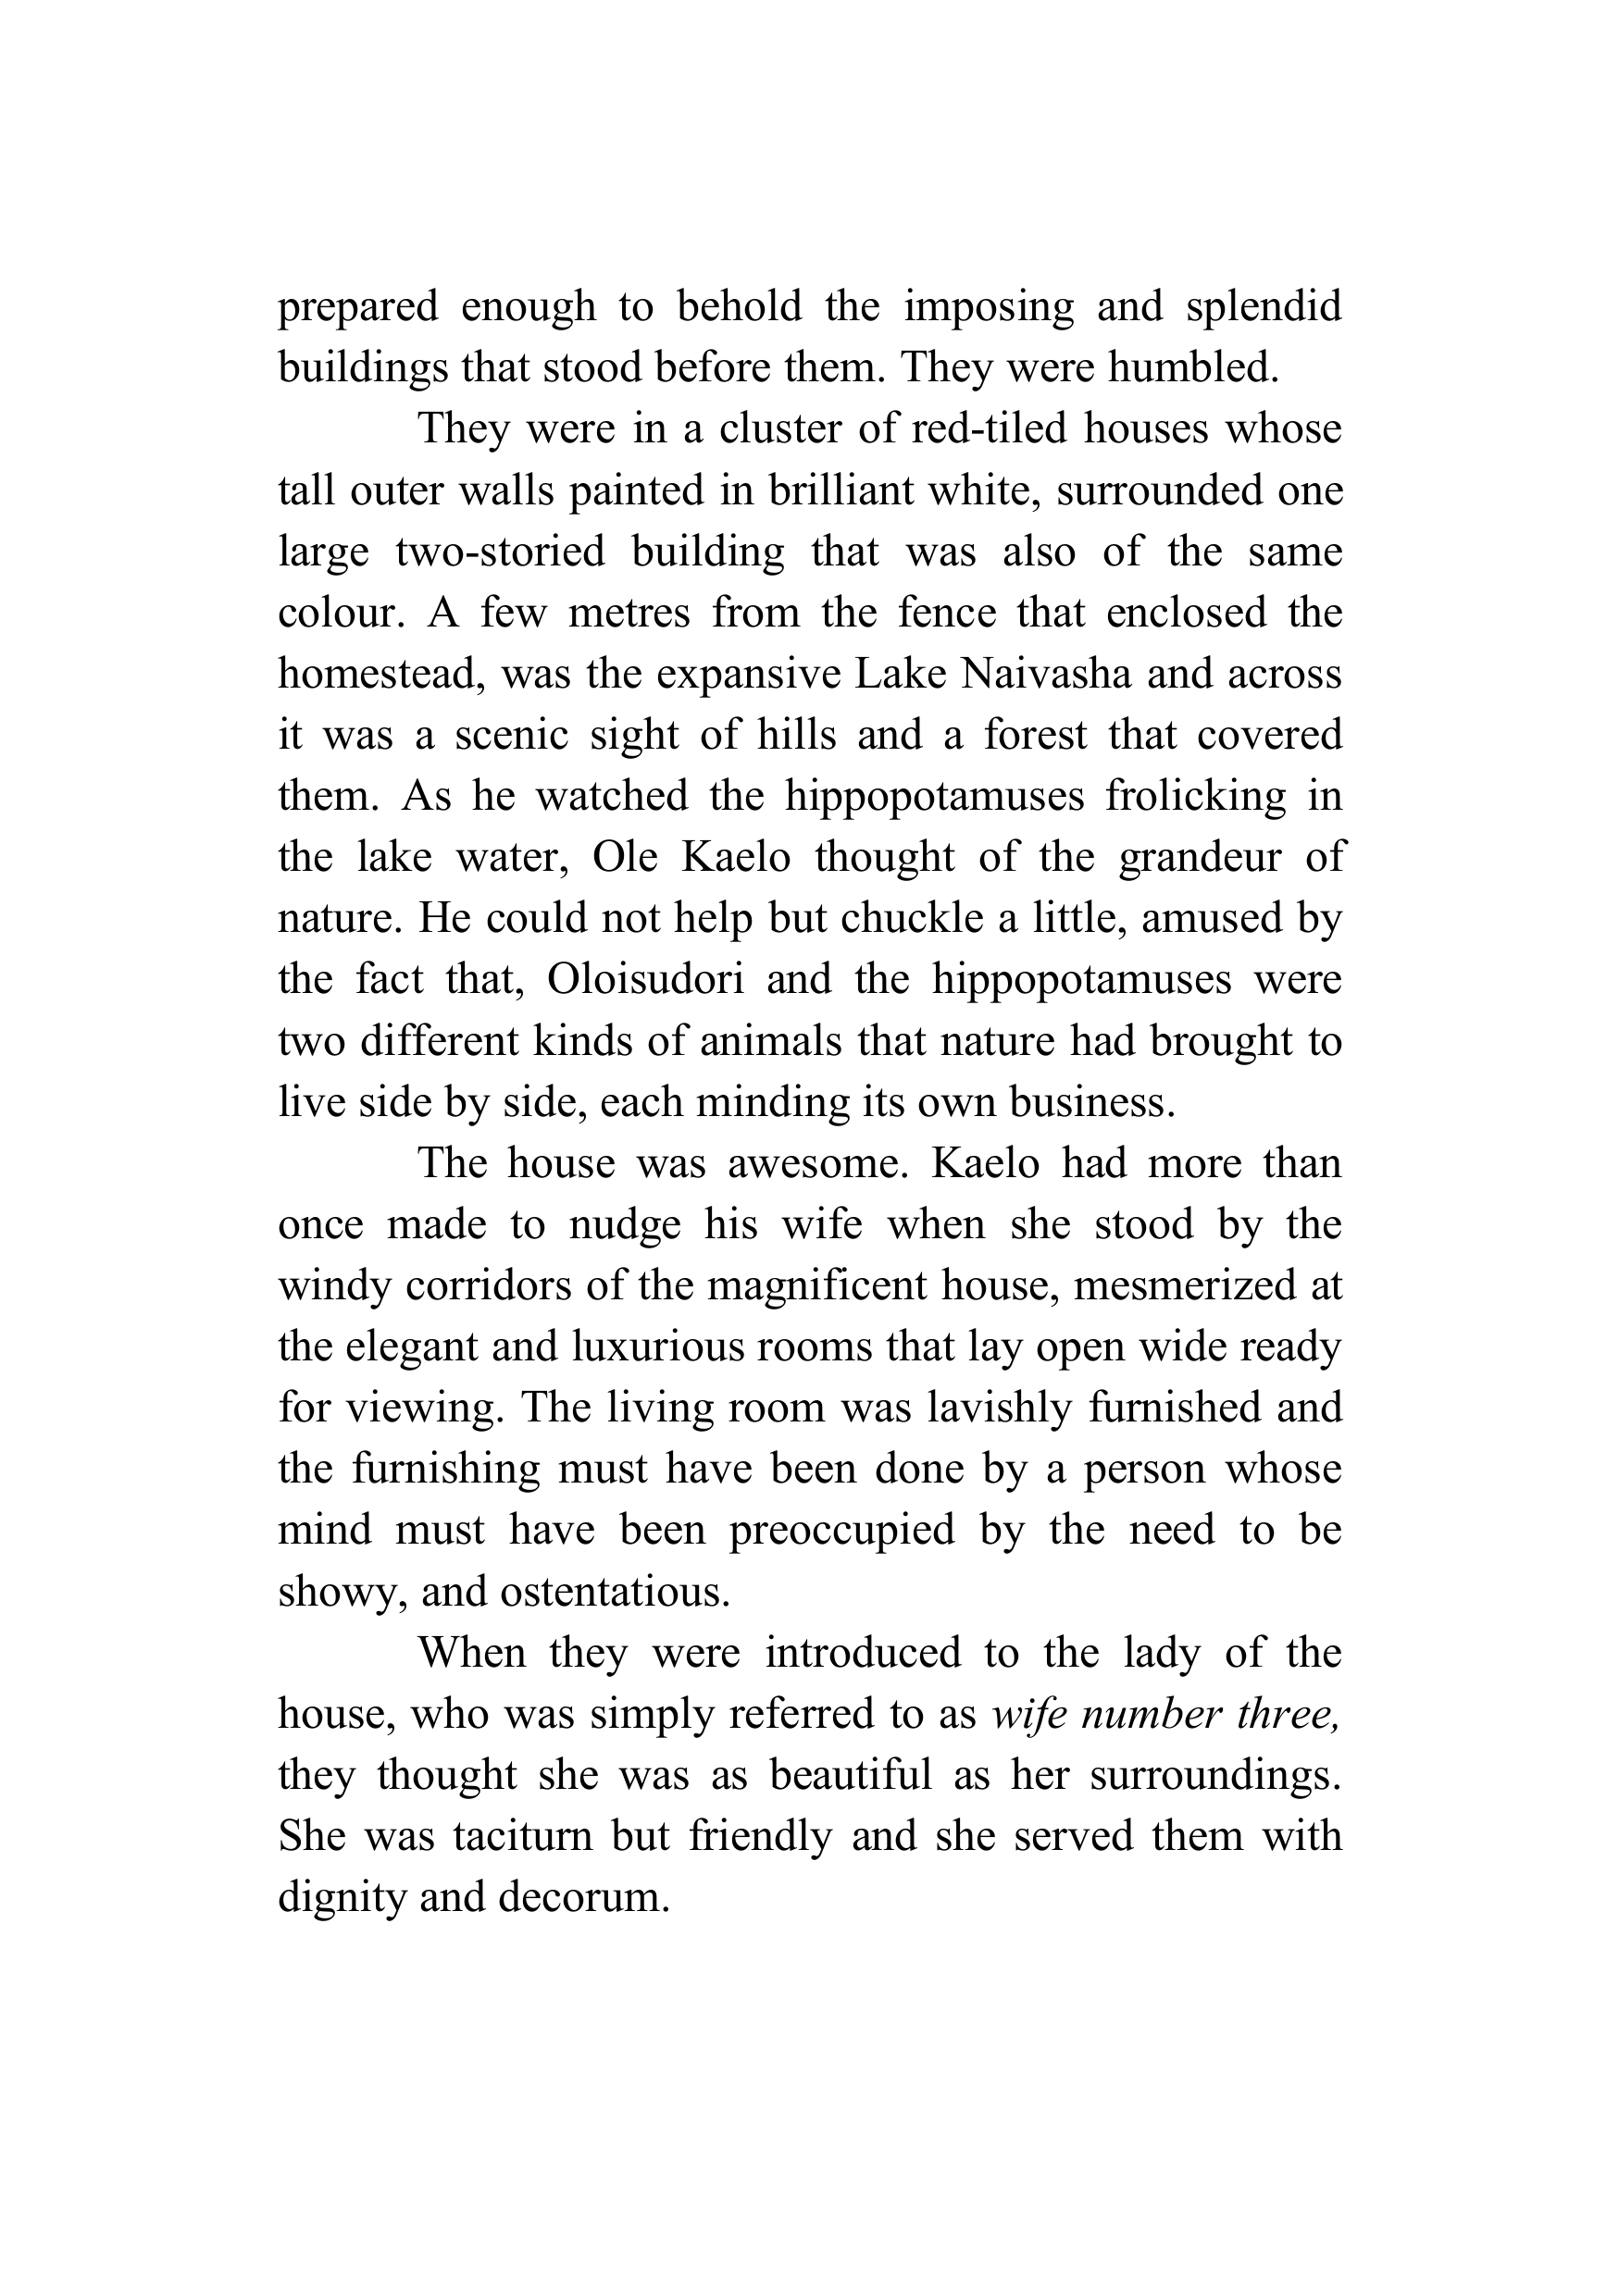 prepared enough to behold the imposing and splendid
buildings that stood before them. They were humbled.
They were in a cluster of red-tiled houses whose
tall outer walls painted in brilliant white, surrounded one
large two-storied building that was also of the same
colour. A few metres from the fence that enclosed the
homestead, was the expansive Lake Naivasha and across
it was a scenic sight of hills and a forest that covered
them. As he watched the hippopotamuses frolicking in
the lake water, Ole Kaelo thought of the grandeur of
nature. He could not help but chuckle a little, amused by
the fact that, Oloisudori and the hippopotamuses were
two different kinds of animals that nature had brought to
live side by side, each minding its own business.
The house was awesome. Kaelo had more than
once made to nudge his wife when she stood by the
windy corridors of the magnificent house, mesmerized at
the elegant and luxurious rooms that lay open wide ready
for viewing. The living room was lavishly furnished and
the furnishing must have been done by a person whose
mind must have been preoccupied by the need to be
showy, and ostentatious.
When they were introduced to the lady of the
house, who was simply referred to as wife number three,
they thought she was as beautiful as her surroundings.
She was taciturn but friendly and she served them with
dignity and decorum.